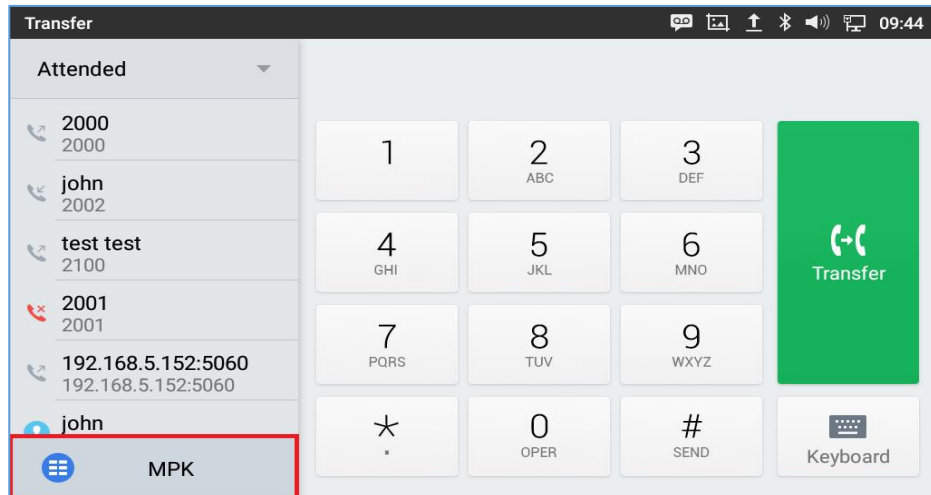 Transfer
09:44
Attended
2000
2000
john
2002
test test
2100
2001
2001
192.168.5.152:5060
192.168.5.152:5060
john
MPK
1
2
ABC
3
DEF
4
GHI
5
JKL
6
MNO
7
PQRS
8
TUV
9
WXYZ
*
.
0
OPER
#
SEND
Transfer
Keyboard